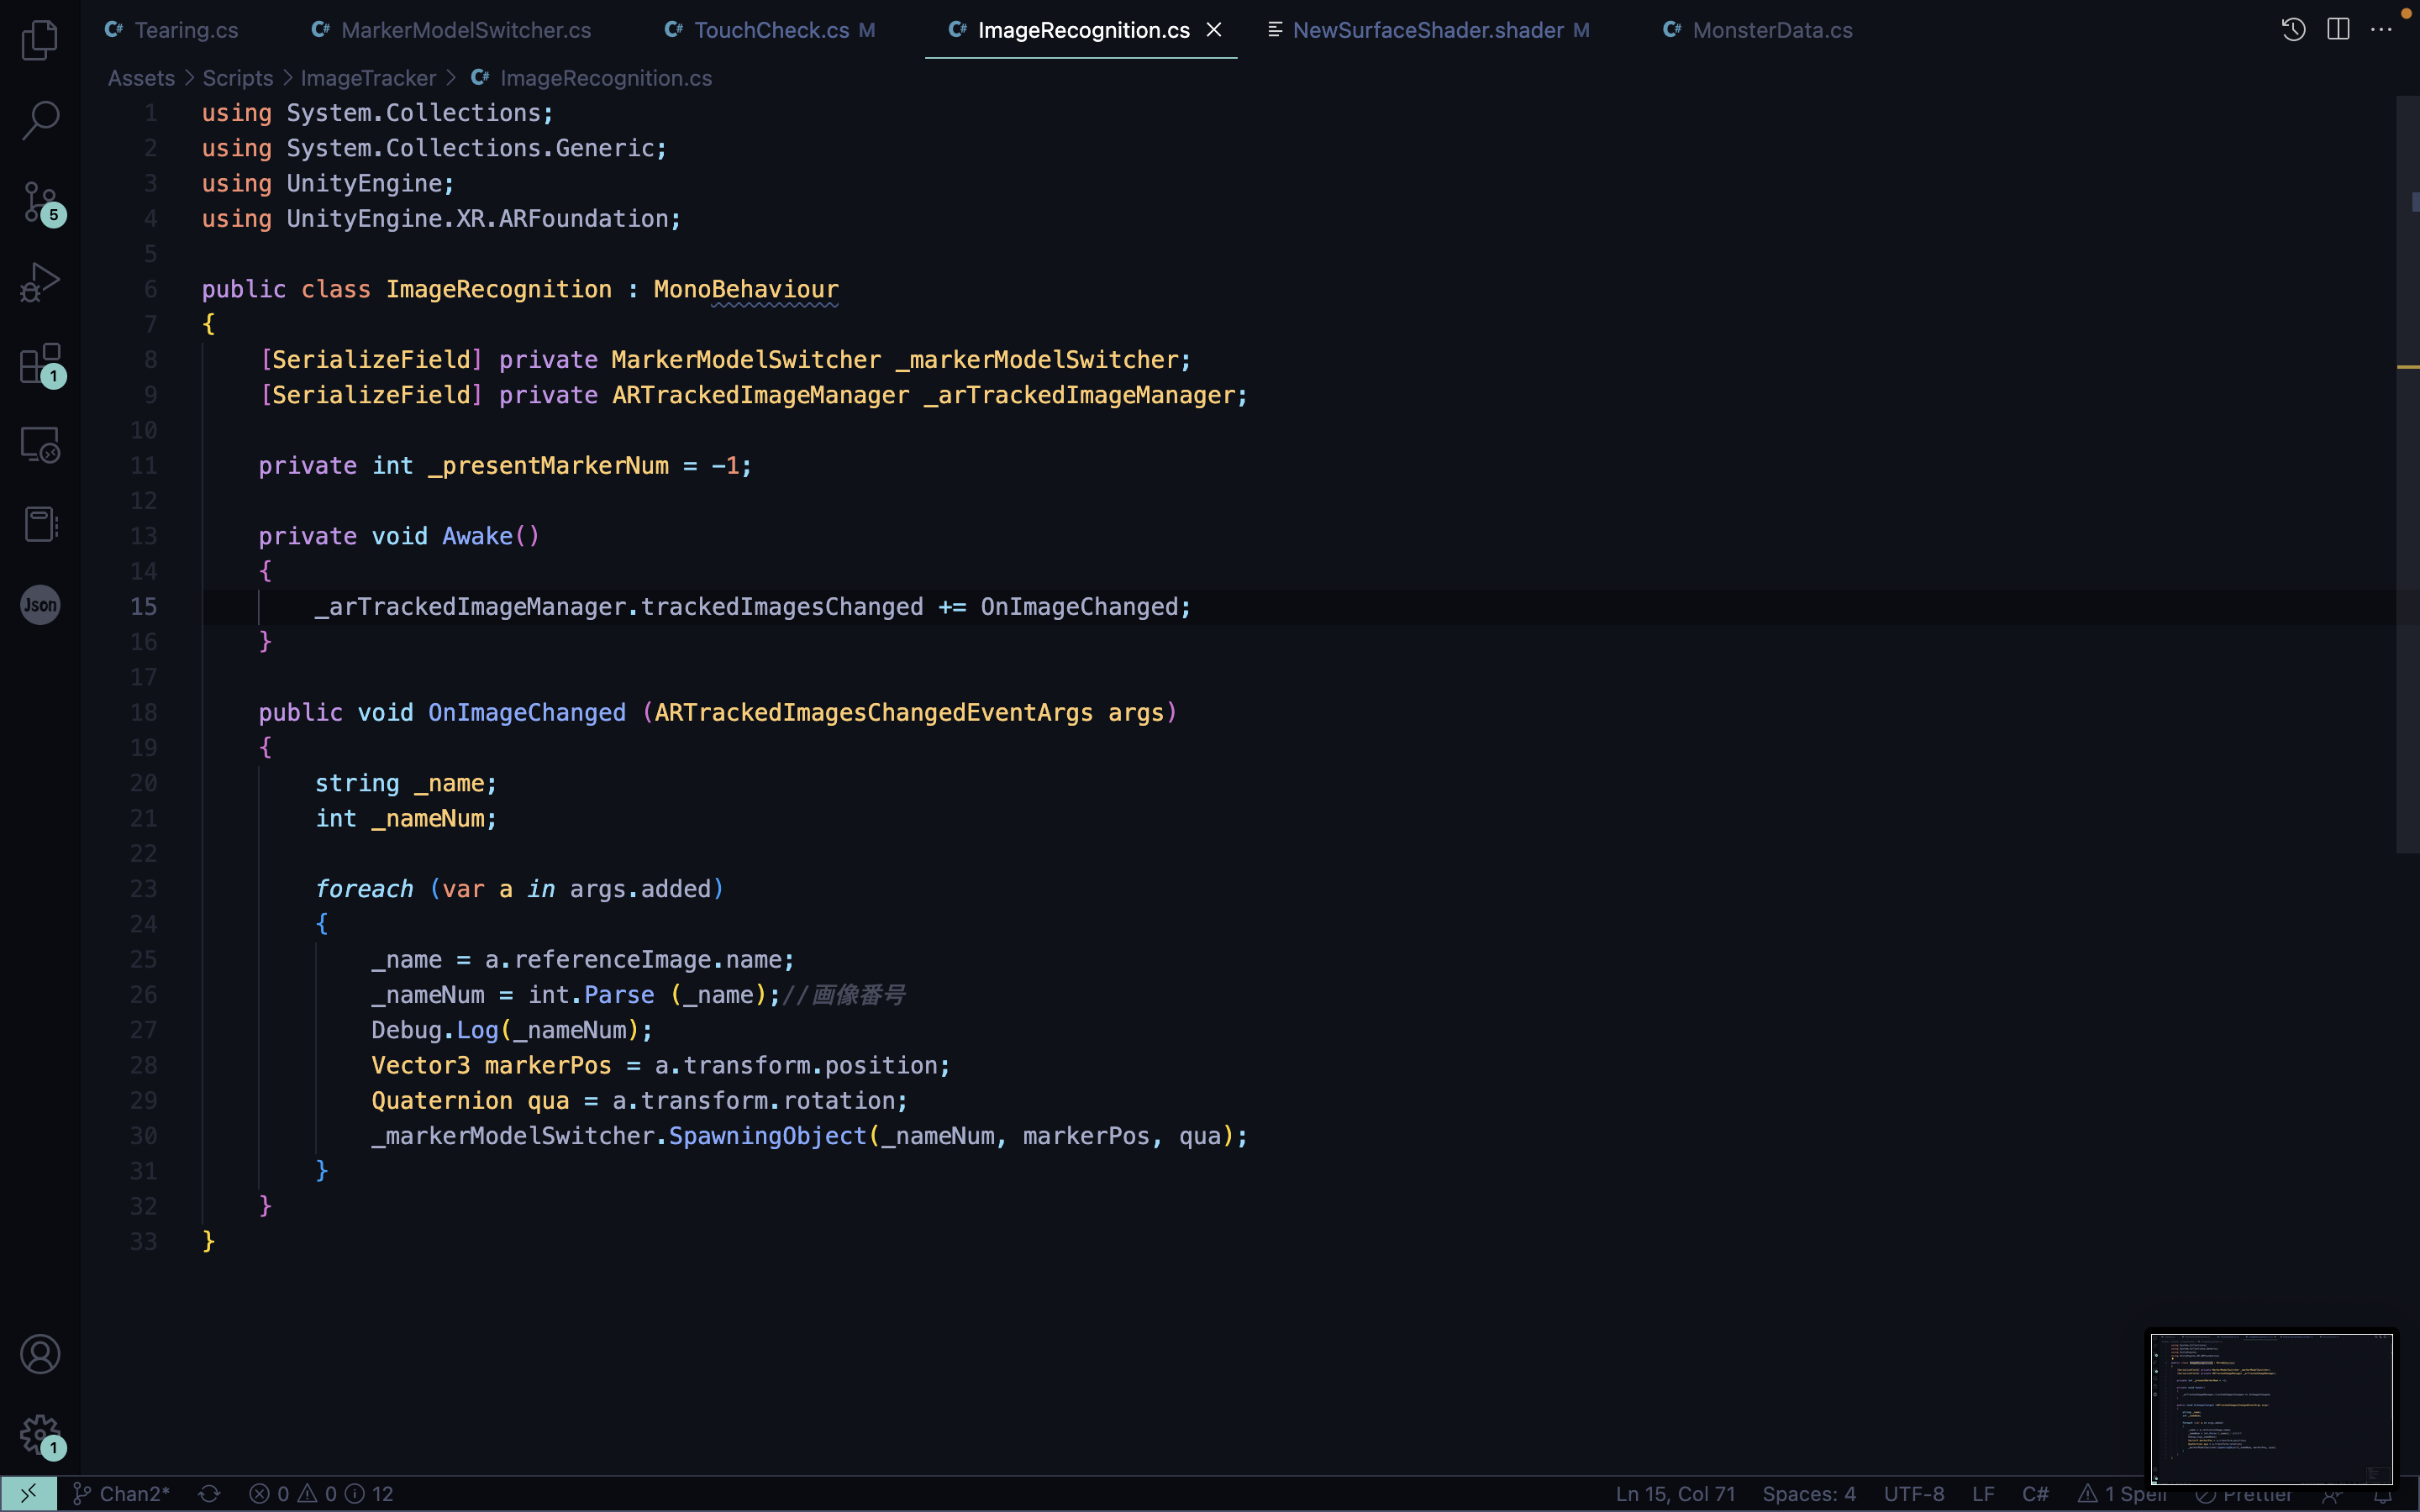 Tearing.cs MarkerModelSwitcher.cs TouchCheck.cs M ImageRecognition.cs NewSurfaceShader.shader M MonsterData.cs
Assets > Scripts > ImageTracker > ImageRecognition.cs
1 using System.Collections;
2 using System.Collections.Generic;
3 using UnityEngine;
4 using UnityEngine.XR.ARFoundation;
5
6 public class ImageRecognition : MonoBehaviour
7 {
8 [SerializeField] private MarkerModelSwitcher _markerModelSwitcher;
9 [SerializeField] private ARTrackedImageManager _arTrackedImageManager;
10
11 private int _presentMarkerNum = -1;
12
13 private void Awake()
14 {
15 _arTrackedImageManager.trackedImagesChanged += OnImageChanged;
16 }
17
18 public void OnImageChanged (ARTrackedImagesChangedEventArgs args)
19 {
20 string _name;
21 int _nameNum;
22
23 foreach (var a in args.added)
24 {
25 _name = a.referenceImage.name;
26 _nameNum = int.Parse (_name);//画像番号
27 Debug.Log(_nameNum);
28 Vector3 markerPos = a.transform.position;
29 Quaternion qua = a.transform.rotation;
30 _markerModelSwitcher.SpawningObject(_nameNum, markerPos, qua);
31 }
32 }
33 }
5
1
Json
1
Chan2* 0 0 12 Ln 15, Col 71 Spaces: 4 UTF-8 LF C# 1 Spell Prettier